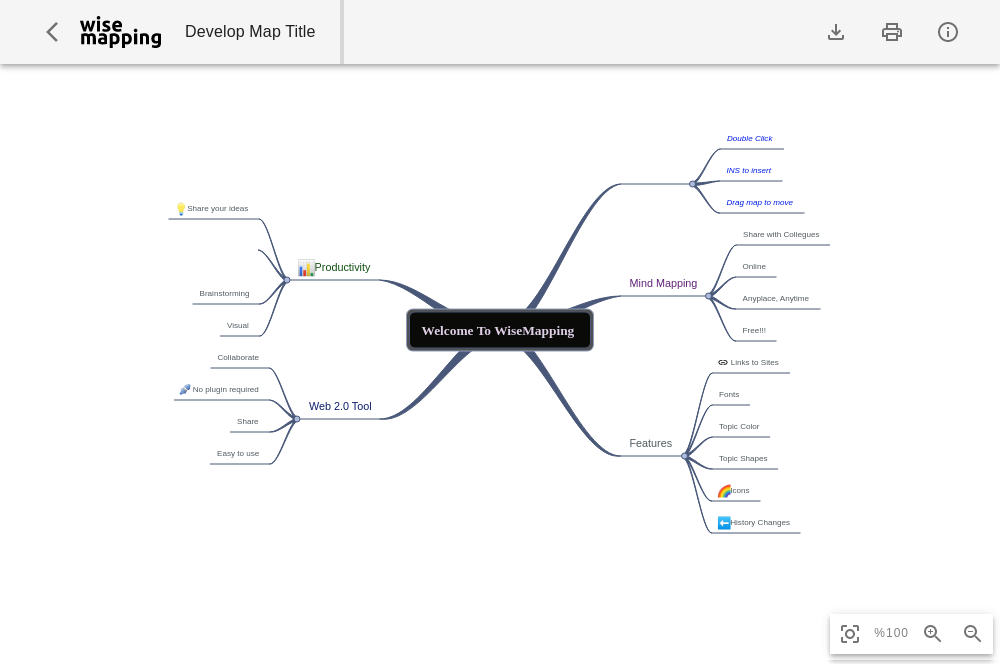 wise
mapping
Develop Map Title
Double Click
INS to insert
Drag map to move
Share with Collegues
Mind Mapping
Online
Anyplace, Anytime
Free!!!
Share your ideas
Productivity
Brainstorming
Visual
Welcome To WiseMapping
Collaborate
No plugin required
Web 2.0 Tool
Share
Easy to use
Links to Sites
Fonts
Topic Color
Features
Topic Shapes
Icons
History Changes
%100